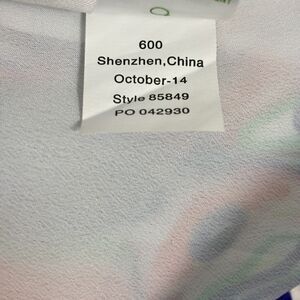 600
Shenzhen,China
October-14
Style 85849
PO 042930